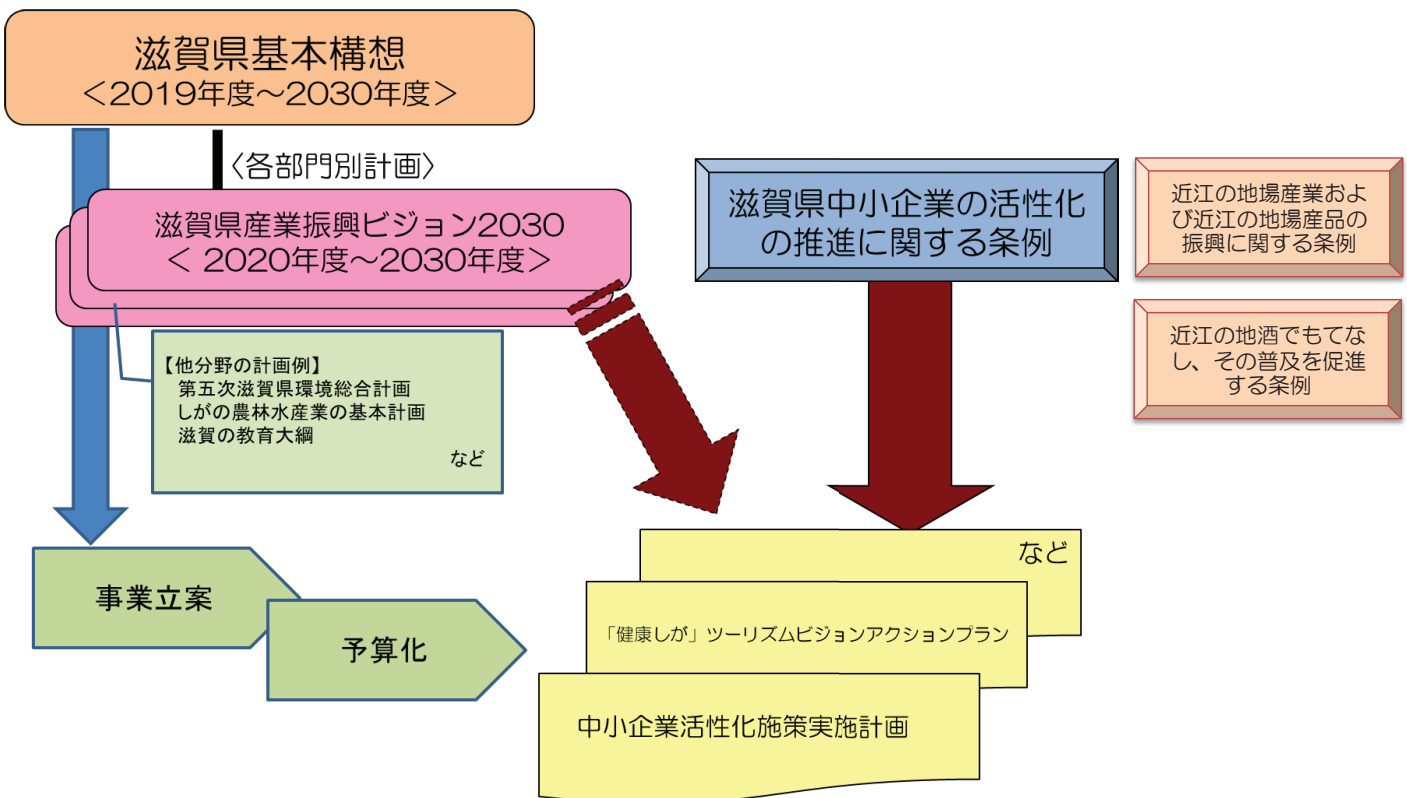 滋賀県基本構想
＜2019年度～2030年度＞
〈各部門別計画〉
滋賀県産業振興ビジョン2030
＜ 2020年度～2030年度＞
【他分野の計画例】
第五次滋賀県環境総合計画
しがの農林水産業の基本計画
滋賀の教育大綱
など
事業立案
予算化
滋賀県中小企業の活性化
の推進に関する条例
近江の地場産業およ
び近江の地場産品の
振興に関する条例
近江の地酒でもてな
し、その普及を促進
する条例
など
「健康しが」ツーリズムビジョンアクションプラン
中小企業活性化施策実施計画